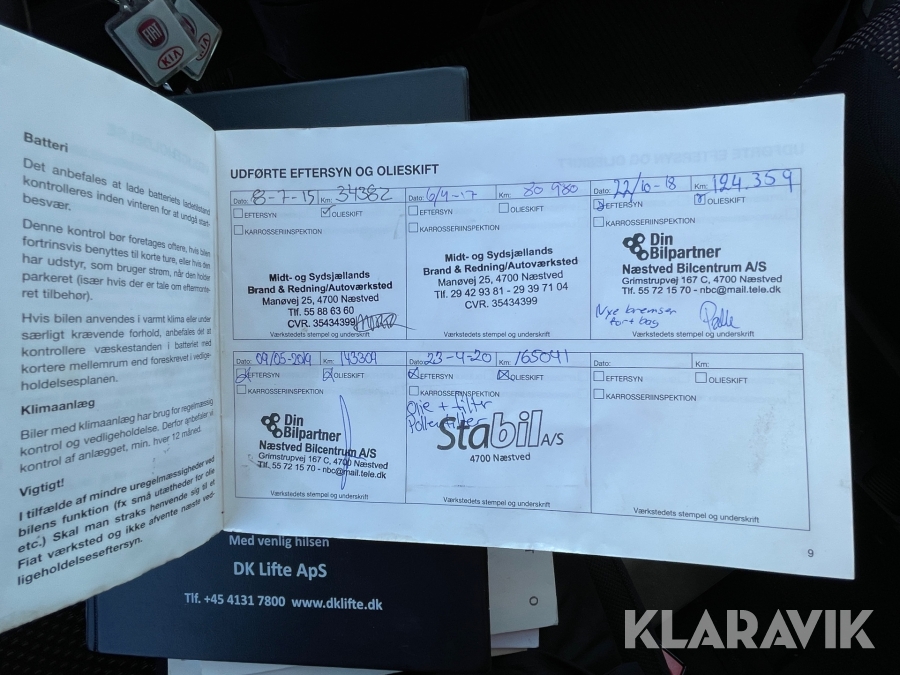 FIAT
KIA
Batteri
Det anbefales at lade batteriets ladetilstand
kontrolleres inden vinteren for at undgå start-
besvær.
Denne kontrol bør foretages oftere, hvis bilen
fortrinsvis benyttes til korte ture, eller hvis den
har udstyr, som bruger strøm, når den holder
parkeret (især hvis der er tale om eftermonte-
ret tilbehør).
Hvis bilen anvendes i varmt klima eller under
særligt krævende forhold, anbefales det at
kontrollere væskestanden i batteriet med
kortere mellemrum end foreskrevet i vedlige-
holdelsesplanen.
Klimaanlæg
Biler med klimaanlæg har brug for regelmæssig
kontrol og vedligeholdelse. Derfor anbefaler vi
kontrol af anlægget, min. hver 12 måned.
Vigtigt!
I tilfælde af mindre uregelmæssigheder ved
bilens funktion (fx små utætheder for olie
etc.) Skal man straks henvende sig til et
Fiat værksted og ikke afvente næste ved-
ligeholdelseseftersyn.
UDFØRTE EFTERSYN OG OLIESKIFT
Dato: 8-7-15 Km: 34382
EFTERSYN OLIESKIFT
KARROSSERIINSPEKTION
Midt- og Sydsjællands
Brand & Redning/Autoværksted
Manøvej 25, 4700 Næstved
Tlf. 55 88 63 60
CVR. 35434399
Værkstedets stempel og underskrift
Dato: 6/4-17 Km: 80 980
EFTERSYN OLIESKIFT
KARROSSERIINSPEKTION
Midt- og Sydsjællands
Brand & Redning/Autoværksted
Manøvej 25, 4700 Næstved
Tlf. 29 42 93 81 - 29 39 71 04
CVR. 35434399
Værkstedets stempel og underskrift
Dato: 22/10-18 Km: 124.359
EFTERSYN OLIESKIFT
KARROSSERIINSPEKTION
Din
Bilpartner
Næstved Bilcentrum A/S
Grimstrupvej 167 C, 4700 Næstved
Tlf. 55 72 15 70 - nbc@mail.tele.dk
Nye bremser
fort bag
Værkstedets stempel og underskrift
Dato: 09/05-2019 Km: 143309
EFTERSYN OLIESKIFT
KARROSSERIINSPEKTION
Din
Bilpartner
Næstved Bilcentrum A/S
Grimstrupvej 167 C, 4700 Næstved
Tlf. 55 72 15 70 - nbc@mail.tele.dk
Værkstedets stempel og underskrift
Dato: 23-4-20 Km: 165041
EFTERSYN OLIESKIFT
KARROSSERIINSPEKTION
Olie + filter
Stabil A/S
4700 Næstved
Værkstedets stempel og underskrift
Dato: Km:
EFTERSYN OLIESKIFT
KARROSSERIINSPEKTION
Værkstedets stempel og underskrift
9
Med venlig hilsen
DK Lifte ApS
Tlf. +45 4131 7800 www.dklifte.dk
KLARAVIK